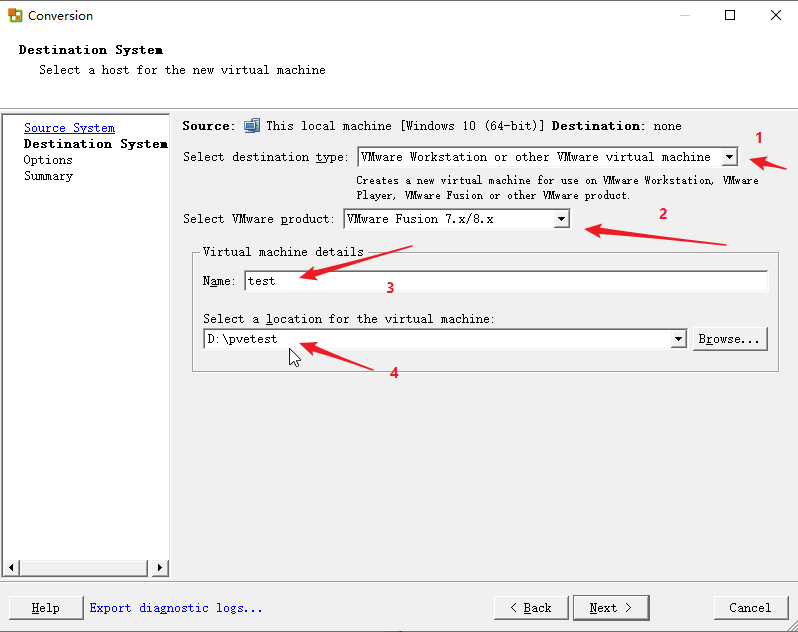 Conversion
Destination System
Select a host for the new virtual machine
Source System
Destination System
Options
Summary
Source: This local machine [Windows 10 (64-bit)] Destination: none
1
Select destination type: VMware Workstation or other VMware virtual machine
Creates a new virtual machine for use on VMware Workstation, VMware
Player, VMware Fusion or other VMware product.
Select VMware product: VMware Fusion 7.x/8.x
2
Virtual machine details
Name: test
3
Select a location for the virtual machine:
D:\pvetest Browse...
4
Help Export diagnostic logs... < Back Next > Cancel